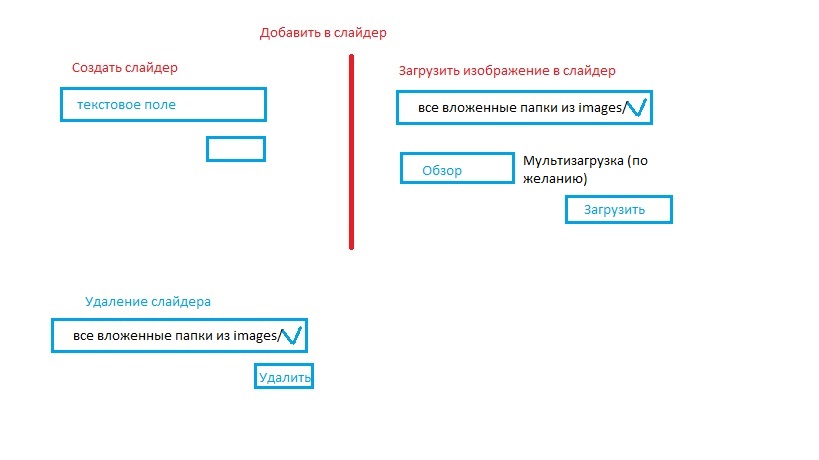 Добавить в слайдер
Создать слайдер
текстовое поле
Загрузить изображение в слайдер
все вложенные папки из images/
Обзор
Мультизагрузка (по
желанию)
Загрузить
Удаление слайдера
все вложенные папки из images/
Удалить